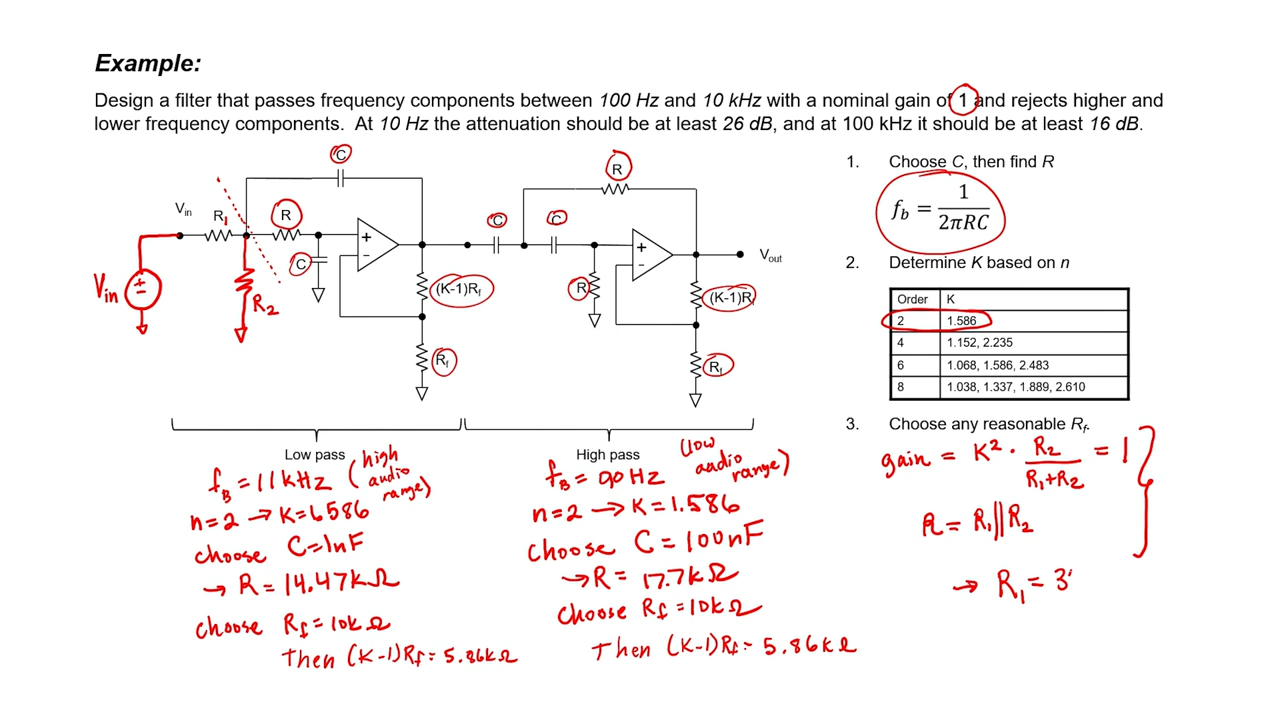 Example:
Design a filter that passes frequency components between 100 Hz and 10 kHz with a nominal gain of 1 and rejects higher and
lower frequency components. At 10 Hz the attenuation should be at least 26 dB, and at 100 kHz it should be at least 16 dB.
C
R
Vin
R1
R
C
C
C
Vin
+
-
+
-
Vout
R2
(K-1)Rf
R
(K-1)Rf
Rf
Rf
Low pass
High pass
fB = 11kHz (high audio range)
n=2 → K=1.586
choose C=1nF
→ R = 14.47kΩ
choose Rf = 10kΩ
Then (K-1)Rf = 5.86kΩ
fB = 90Hz (low audio range)
n=2 → K=1.586
choose C=100nF
→ R = 17.7kΩ
choose Rf = 10kΩ
Then (K-1)Rf = 5.86kΩ
1. Choose C, then find R
fb = 1/2πRC
2. Determine K based on n
Order K
2 1.586
4 1.152, 2.235
6 1.068, 1.586, 2.483
8 1.038, 1.337, 1.889, 2.610
3. Choose any reasonable Rf.
gain = K² · R2/R1+R2 = 1
R = R1||R2
→ R1 = 3